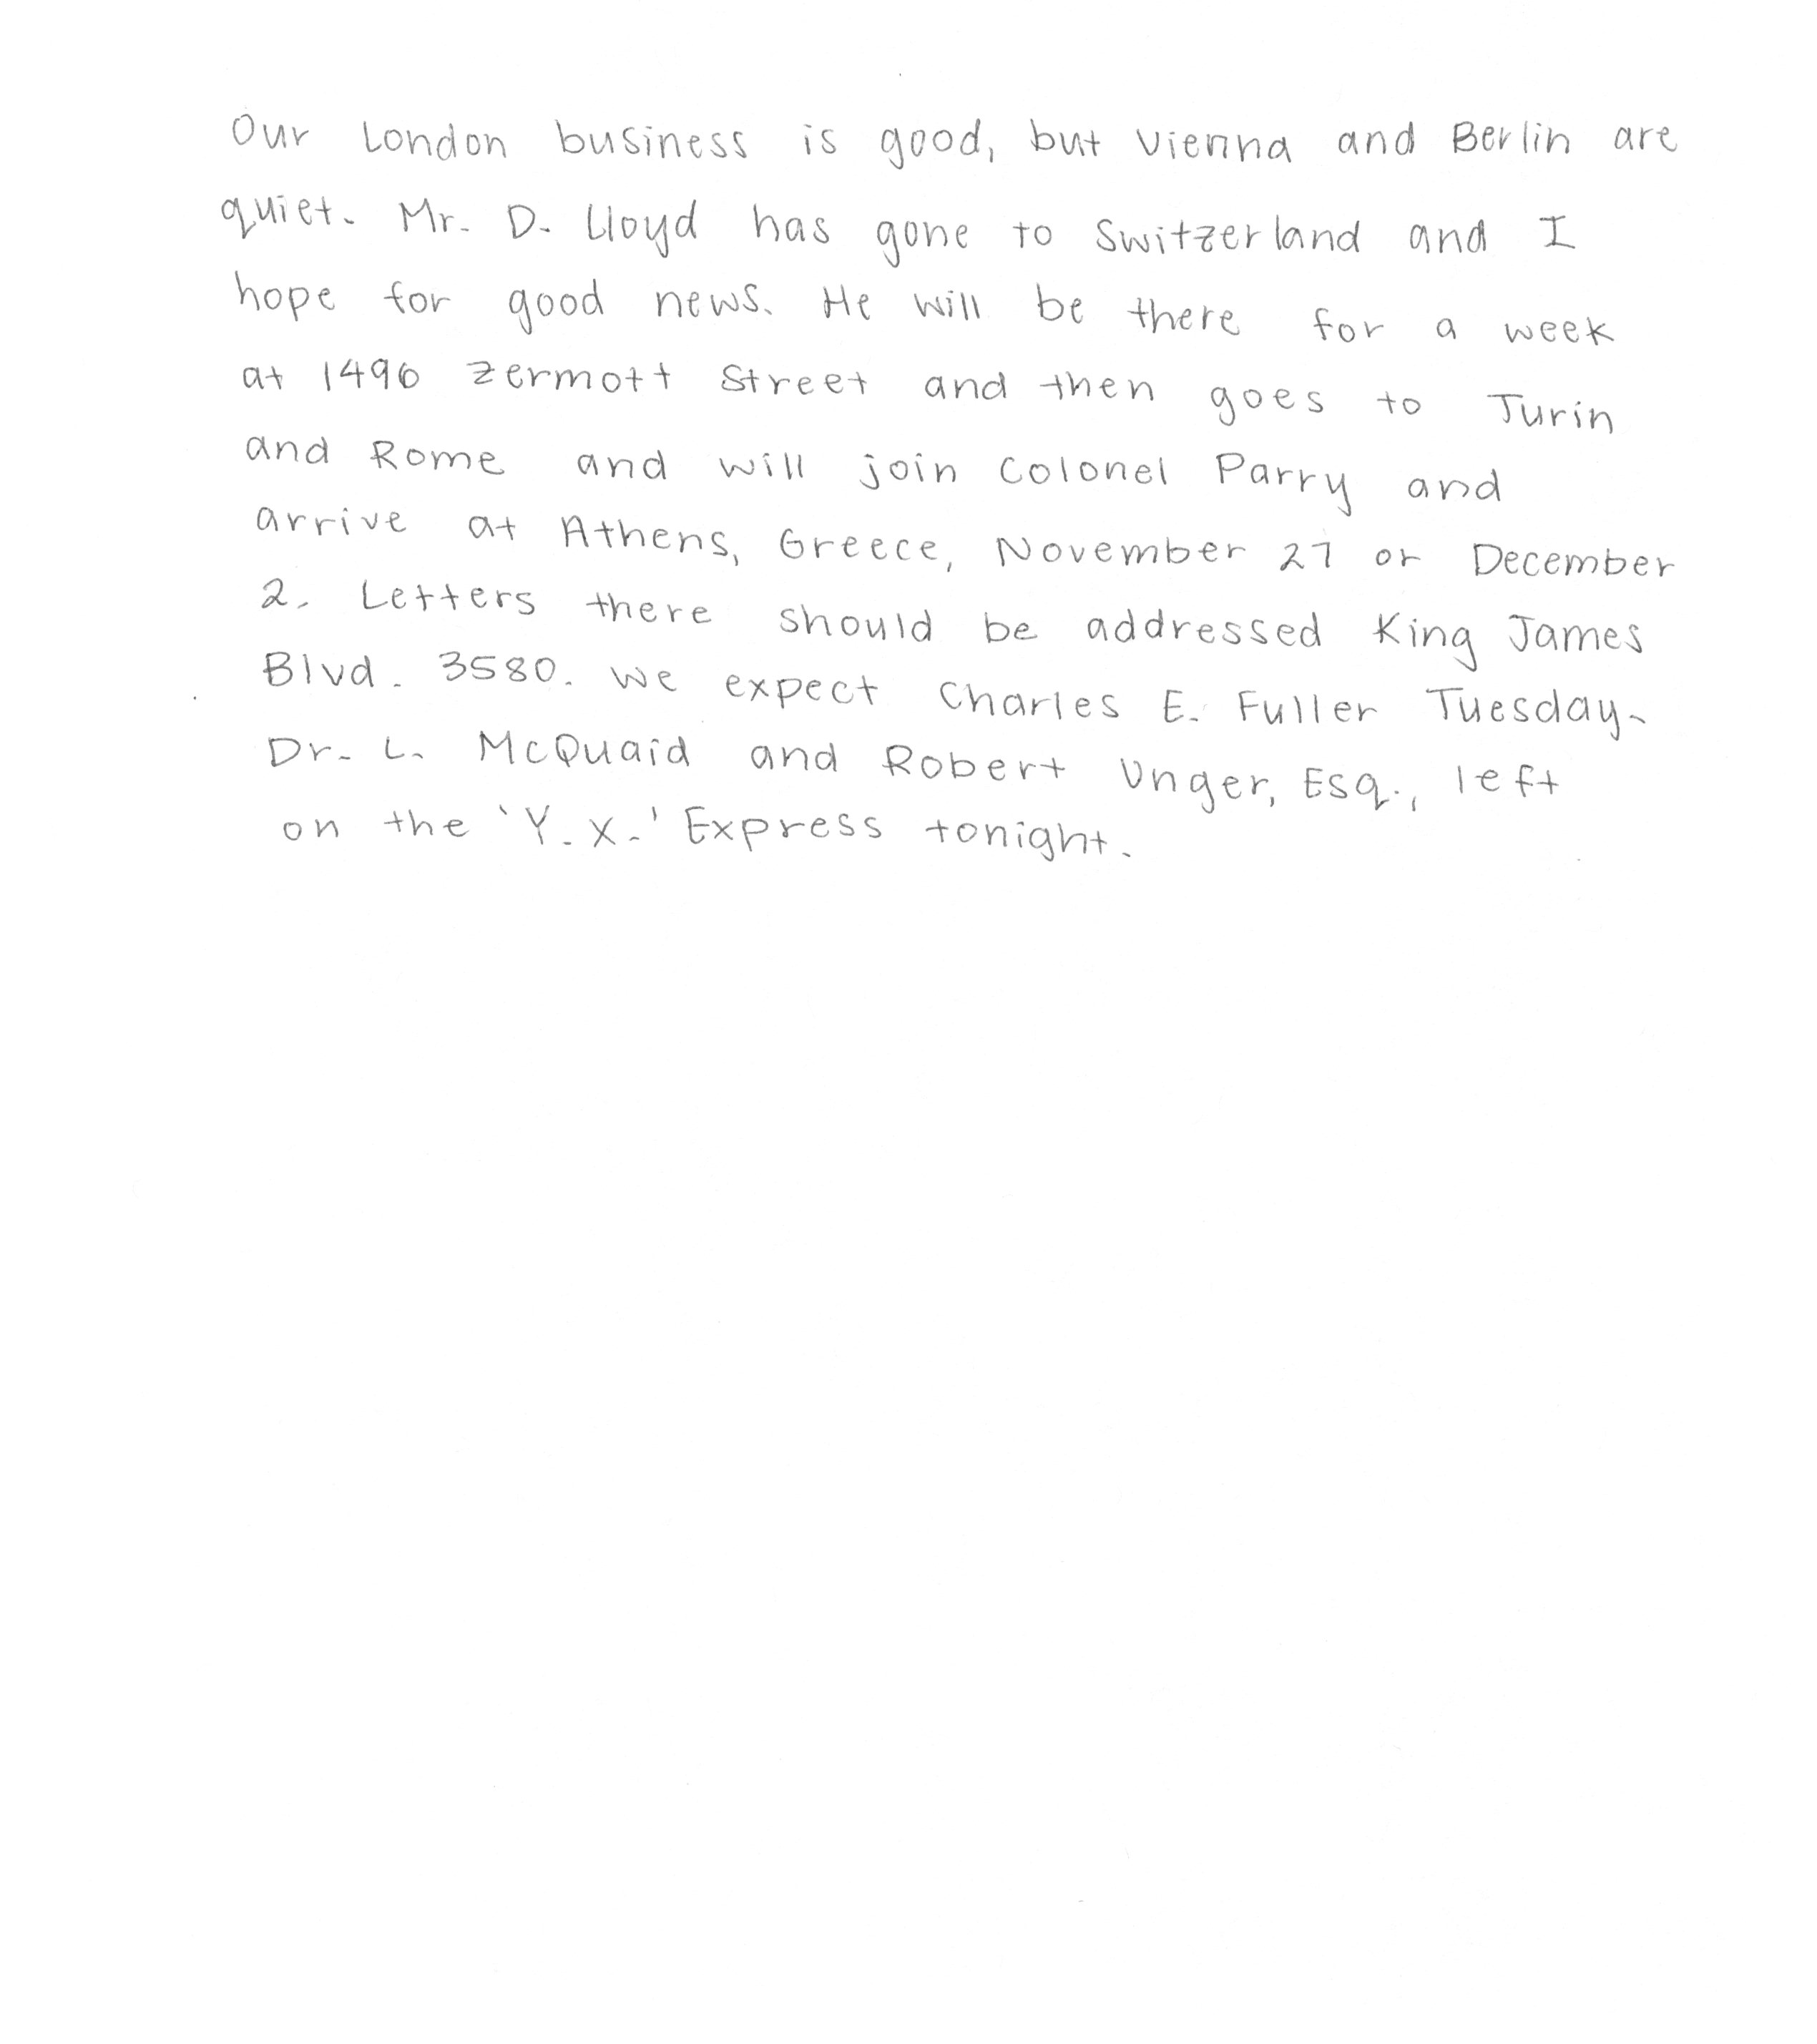 Our London business is good, but Vienna and Berlin are
quiet. Mr. D. Lloyd has gone to Switzerland and I
hope for good news. He will be there for a week
at 1496 Zermott Street and then goes to Turin
and Rome and will join Colonel Parry and
arrive at Athens, Greece, November 27 or December
2. Letters there should be addressed King James
Blvd. 3580. We expect Charles E. Fuller Tuesday.
Dr. L. McQuaid and Robert Unger, Esq., left
on the 'Y.X.' Express tonight.